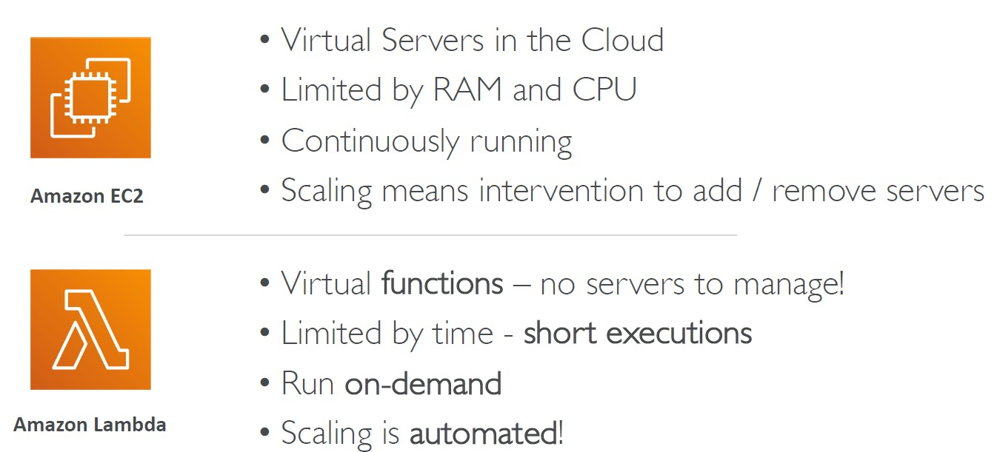 • Virtual Servers in the Cloud
• Limited by RAM and CPU
• Continuously running
• Scaling means intervention to add / remove servers
Amazon EC2
• Virtual functions – no servers to manage!
• Limited by time - short executions
• Run on-demand
• Scaling is automated!
Amazon Lambda